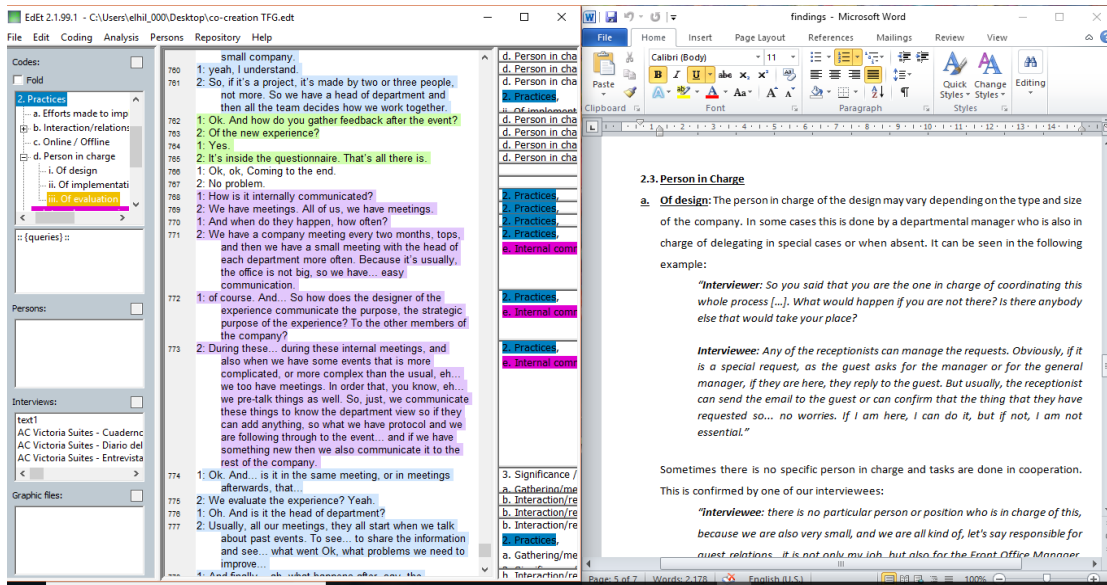 EdEt 2.1.99.1 - C:\Users\elhil_000\Desktop\co-creation TFG.edt
File Edit Coding Analysis Persons Repository Help
Codes:
Fold
2. Practices
a. Efforts made to imp
b. Interaction/relations
c. Online / Offline
d. Person in charge
i. Of design
ii. Of implementati
iii. Of evaluation
:: {queries} ::
Persons:
Interviews:
text1
AC Victoria Suites - Cuadernc
AC Victoria Suites - Diario del
AC Victoria Suites - Entrevista
Graphic files:
small company.
760 1: yeah, I understand.
761 2: So, if it's a project, it's made by two or three people,
not more. So we have a head of department and
then all the team decides how we work together.
762 1: Ok. And how do you gather feedback after the event?
763 2: Of the new experience?
764 1: Yes.
765 2: It's inside the questionnaire. That's all there is.
766 1: Ok, ok, Coming to the end.
767 2: No problem.
768 1: How is it internally communicated?
769 2: We have meetings. All of us, we have meetings.
770 1: And when do they happen, how often?
771 2: We have a company meeting every two months, tops,
and then we have a small meeting with the head of
each department more often. Because it's usually,
the office is not big, so we have... easy
communication.
772 1: of course. And... So how does the designer of the
experience communicate the purpose, the strategic
purpose of the experience? To the other members of
the company?
773 2: During these... during these internal meetings, and
also when we have some events that is more
complicated, or more complex than the usual, eh...
we too have meetings. In order that, you know, eh...
we pre-talk things as well. So, just, we communicate
these things to know the department view so if they
can add anything, so what we have protocol and we
are following through to the event... and if we have
something new then we also communicate it to the
rest of the company.
774 1: Ok. And... is it in the same meeting, or in meetings
afterwards, that...
775 2: We evaluate the experience? Yeah.
776 1: Oh. And is it the head of department?
777 2: Usually, all our meetings, they all start when we talk
about past events. To see... to share the information
and see... what went Ok, what problems we need to
improve...
d. Person in cha
d. Person in cha
d. Person in cha
2. Practices,
d. Person in cha
d. Person in cha
d. Person in cha
2. Practices,
2. Practices,
2. Practices,
2. Practices,
e. Internal comr
2. Practices,
e. Internal comr
2. Practices,
e. Internal comr
3. Significance /
a. Gathering/me
b. Interaction/re
b. Interaction/re
b. Interaction/re
2. Practices,
a. Gathering/me
b. Interaction/re
findings - Microsoft Word
File Home Insert Page Layout References Mailings Review View
Paste
Calibri (Body) 11
Quick Styles
Change Styles
Editing
Clipboard Font Paragraph Styles
2.3. Person in Charge
a. Of design: The person in charge of the design may vary depending on the type and size
of the company. In some cases this is done by a departmental manager who is also in
charge of delegating in special cases or when absent. It can be seen in the following
example:
"Interviewer: So you said that you are the one in charge of coordinating this
whole process […]. What would happen if you are not there? Is there anybody
else that would take your place?
Interviewee: Any of the receptionists can manage the requests. Obviously, if it
is a special request, as the guest asks for the manager or for the general
manager, if they are here, they reply to the guest. But usually, the receptionist
can send the email to the guest or can confirm that the thing that they have
requested so... no worries. If I am here, I can do it, but if not, I am not
essential."
Sometimes there is no specific person in charge and tasks are done in cooperation.
This is confirmed by one of our interviewees:
"interviewee: there is no particular person or position who is in charge of this,
because we are also very small, and we are all kind of, let's say responsible for
guest relations, it is not only my job, but also for the Front Office Manager,
Page: 5 of 7 Words: 2.178 English (U.S.) 100%